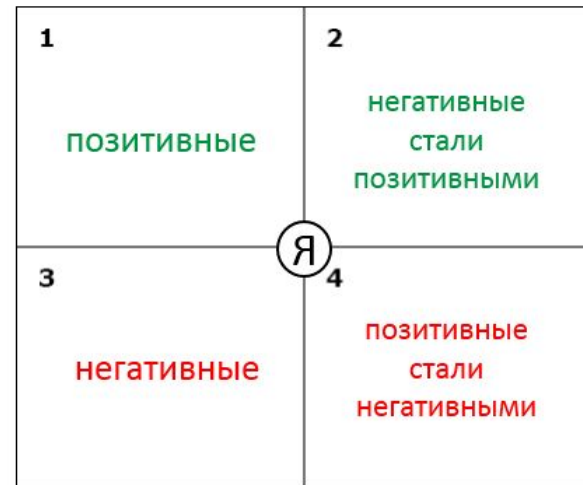 1
позитивные
2
негативные
стали
позитивными
Я
3
негативные
4
позитивные
стали
негативными